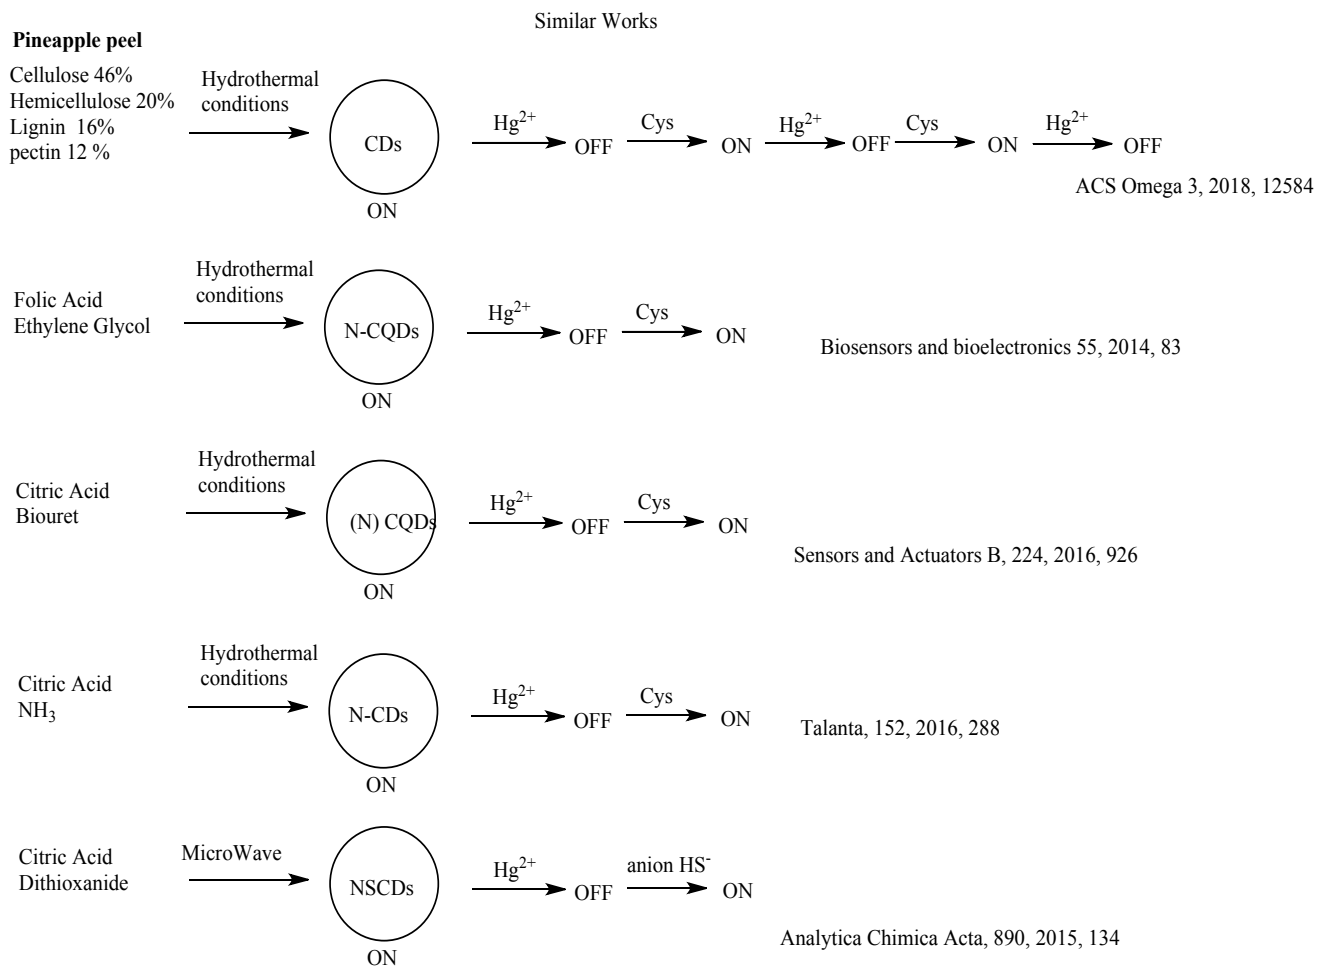 Similar Works
Pineapple peel
Cellulose 46%
Hemicellulose 20%
Lignin 16%
pectin 12 %
Hydrothermal
conditions
CDs
ON
Hg²⁺
OFF
Cys
ON
Hg²⁺
OFF
Cys
ON
Hg²⁺
OFF
ACS Omega 3, 2018, 12584
Folic Acid
Ethylene Glycol
Hydrothermal
conditions
N-CQDs
ON
Hg²⁺
OFF
Cys
ON
Biosensors and bioelectronics 55, 2014, 83
Citric Acid
Biouret
Hydrothermal
conditions
(N) CQDs
ON
Hg²⁺
OFF
Cys
ON
Sensors and Actuators B, 224, 2016, 926
Citric Acid
NH₃
Hydrothermal
conditions
N-CDs
ON
Hg²⁺
OFF
Cys
ON
Talanta, 152, 2016, 288
Citric Acid
Dithioxanide
MicroWave
NSCDs
ON
Hg²⁺
OFF
anion HS⁻
ON
Analytica Chimica Acta, 890, 2015, 134